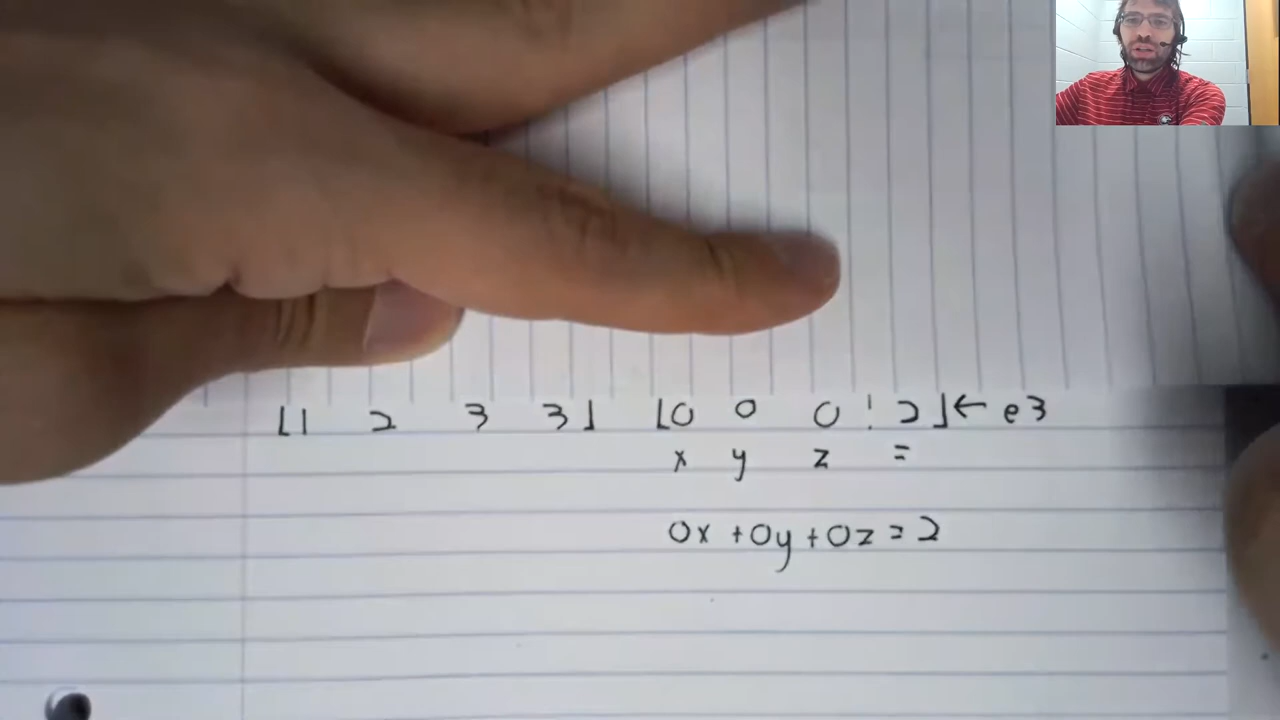 ⌊1 2 3 3⌋ ⌊0 0 0 ¦ 2⌋ ← e3
x y z =
0x + 0y + 0z = 2